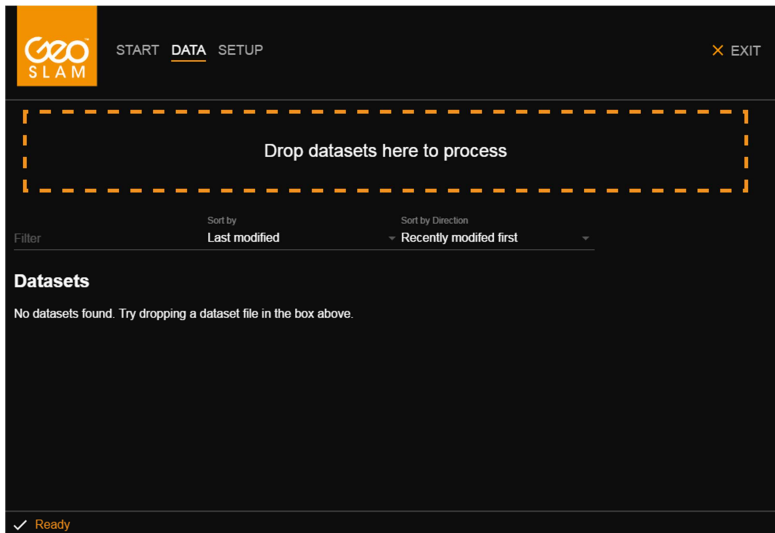 GEO™
SLAM
START DATA SETUP
× EXIT
Drop datasets here to process
Sort by
Sort by Direction
Filter
Last modified
Recently modifed first
Datasets
No datasets found. Try dropping a dataset file in the box above.
Ready